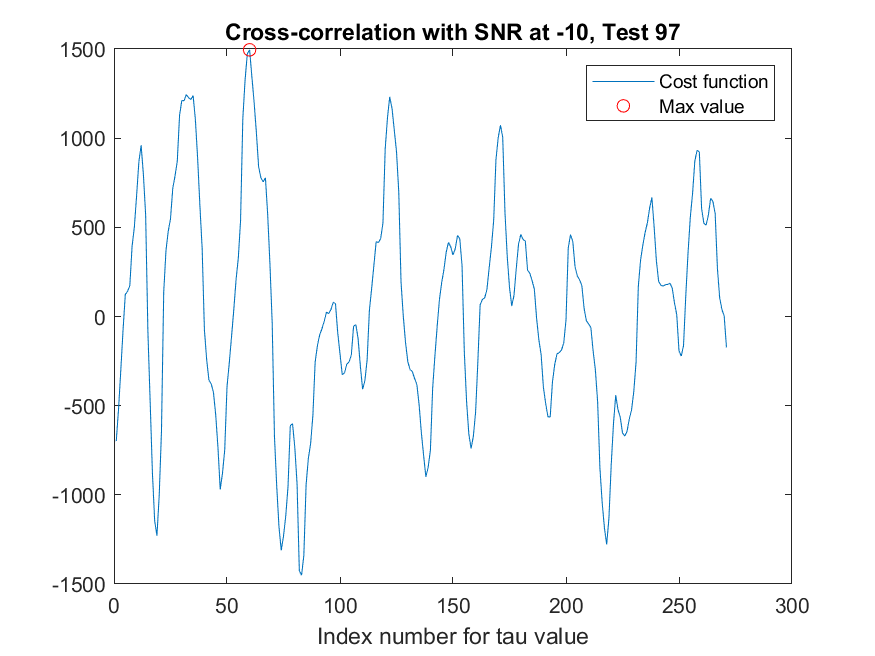 Cross-correlation with SNR at -10, Test 97
1500
1000
500
0
-500
-1000
-1500
Cost function
Max value
0 50 100 150 200 250 300
Index number for tau value